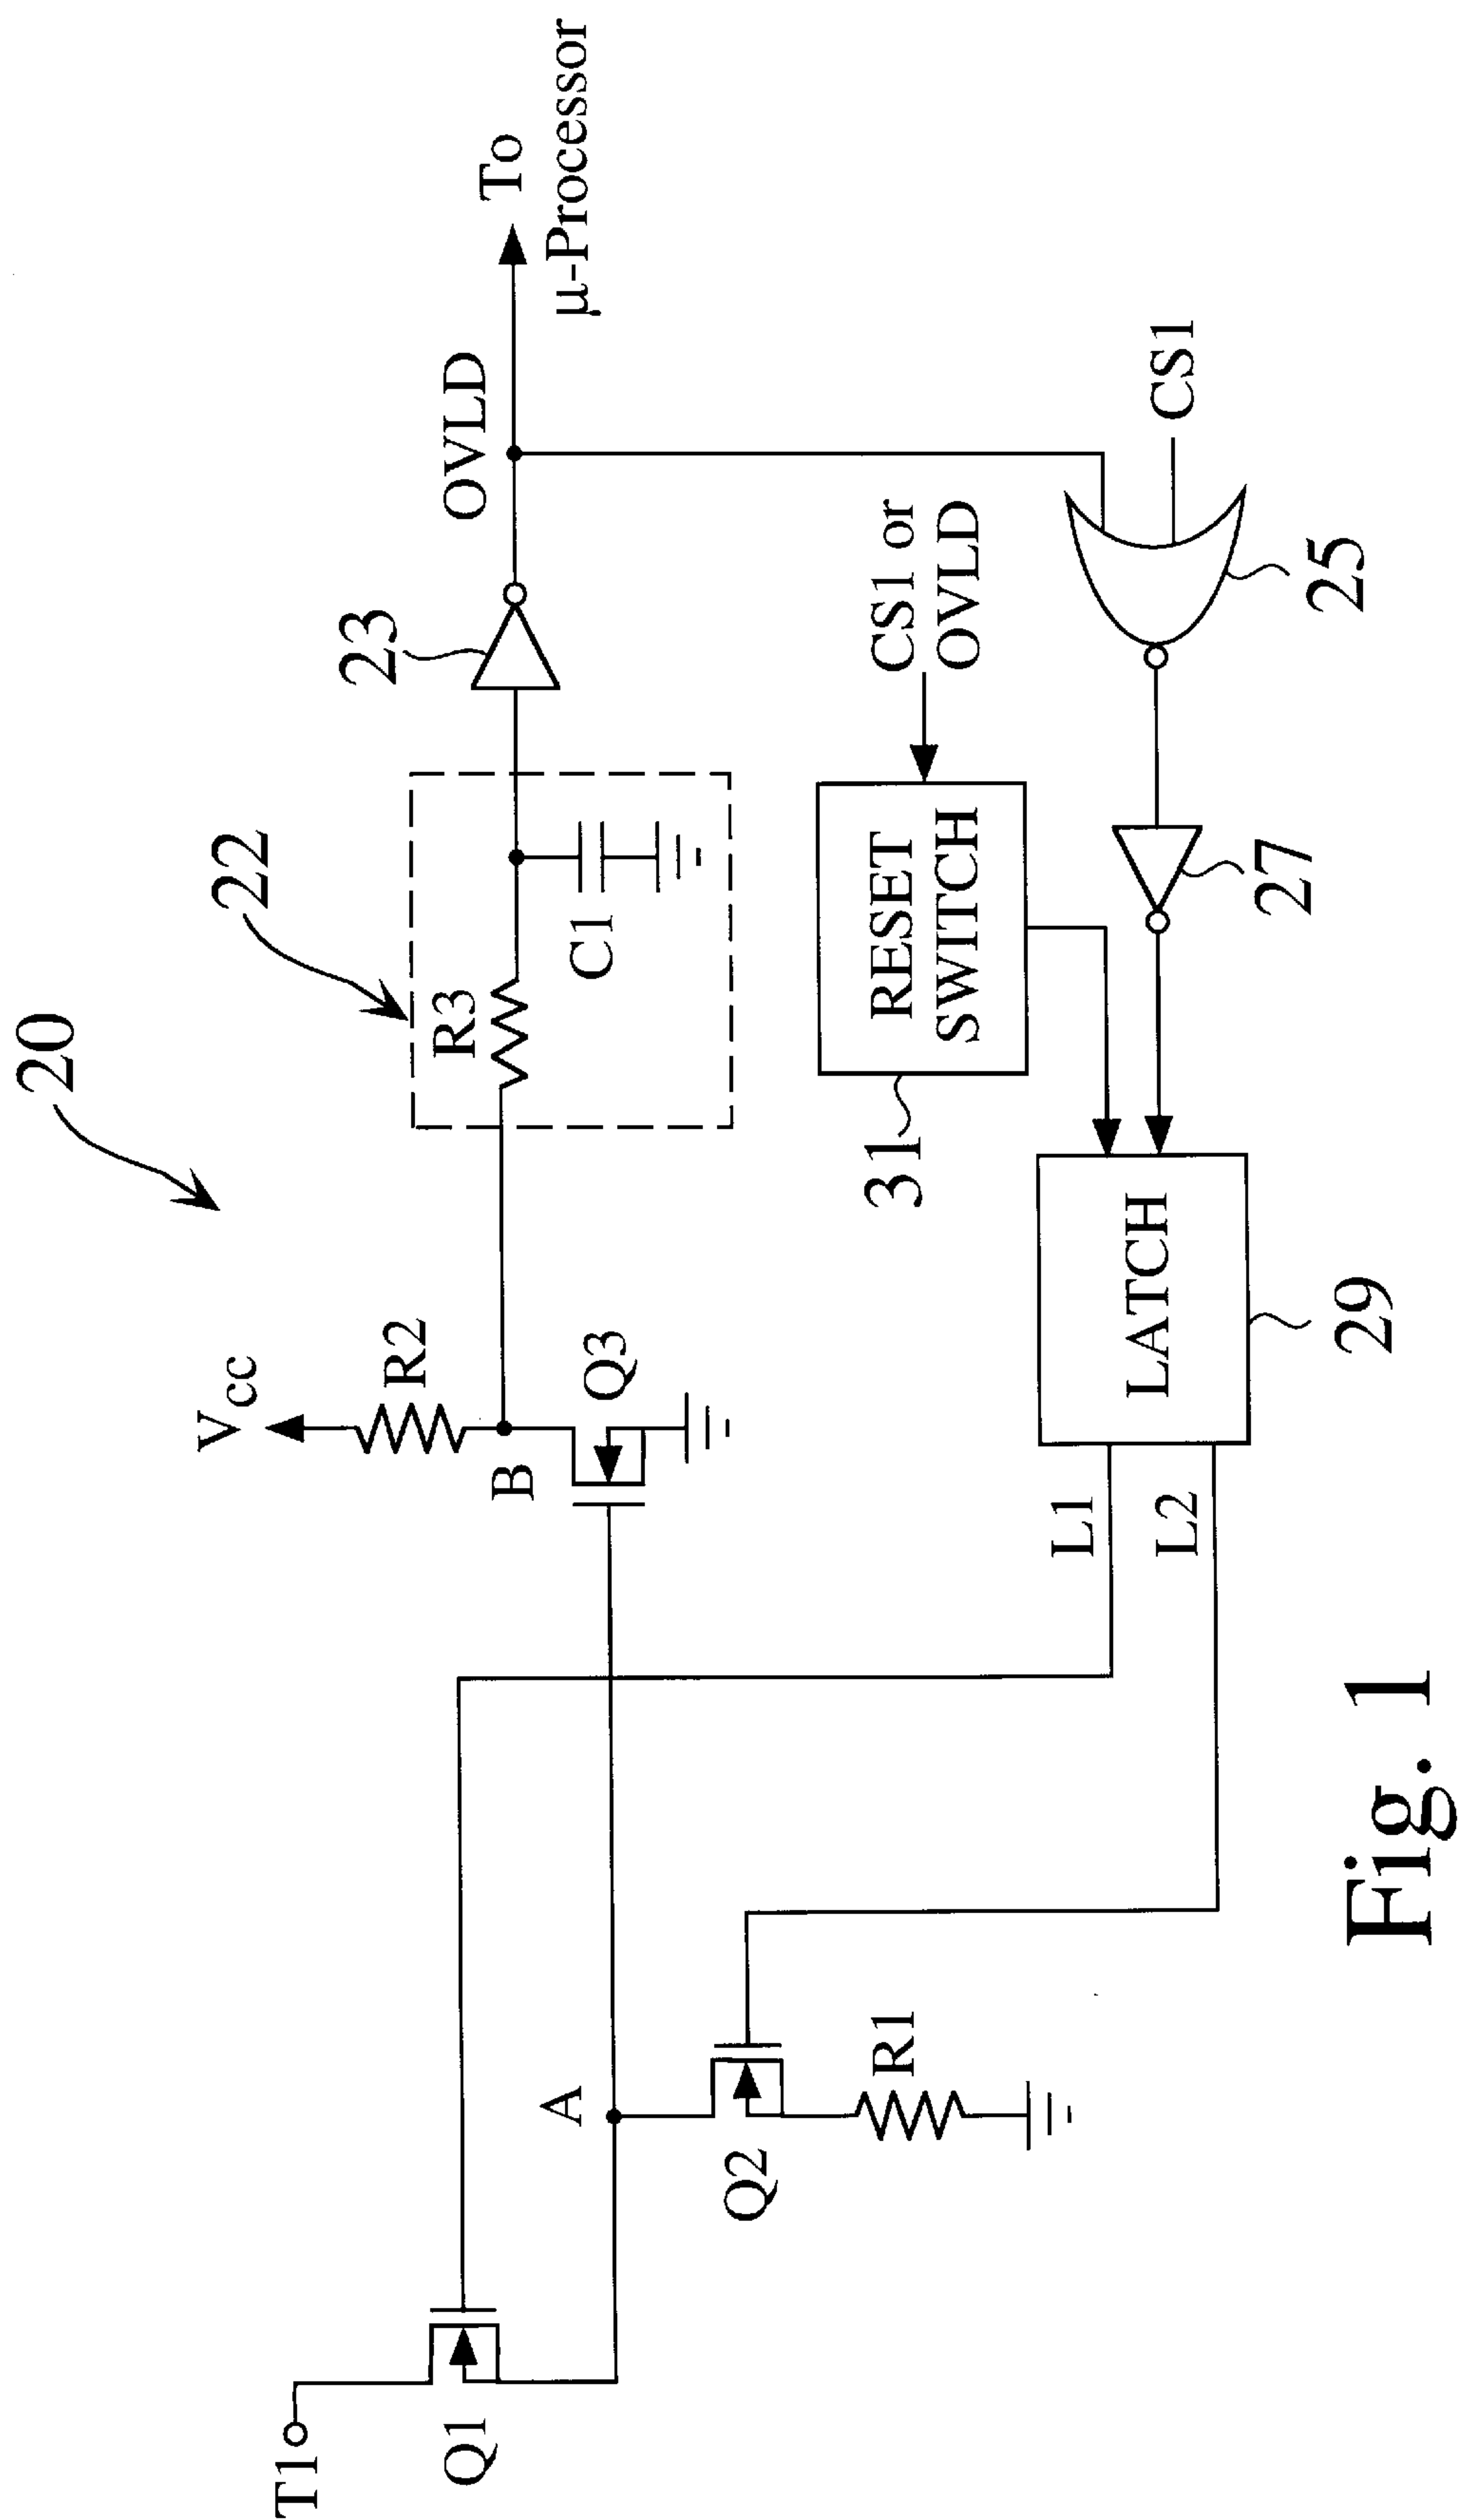 20
22
23
Vcc
R2
R3
C1
OVLD
To
μ-Processor
B
Q3
T1
Q1
A
Q2
R1
31
RESET
SWITCH
CS1 or
OVLD
CS1
L1
L2
LATCH
29
27
25
Fig. 1